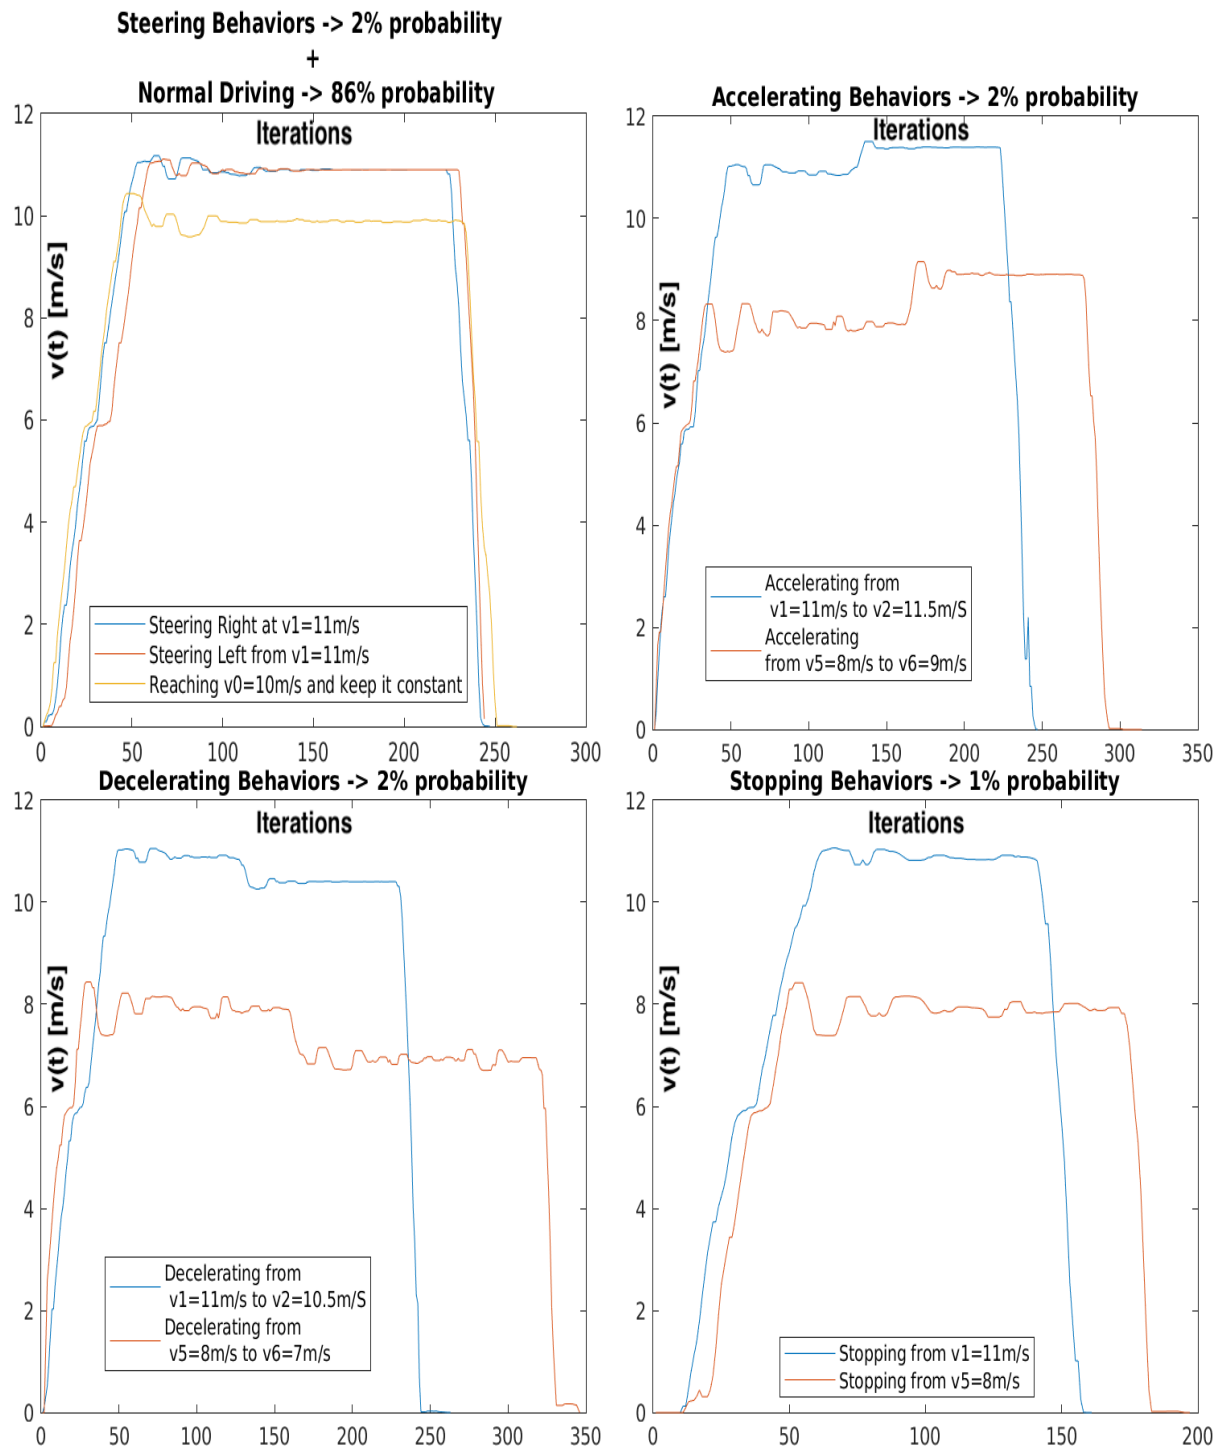 Steering Behaviors -> 2% probability
+
Normal Driving -> 86% probability
Iterations
v(t) [m/s]
12
10
8
6
4
2
0
Steering Right at v1=11m/s
Steering Left from v1=11m/s
Reaching v0=10m/s and keep it constant
0 50 100 150 200 250 300
Accelerating Behaviors -> 2% probability
Iterations
v(t) [m/s]
12
10
8
6
4
2
0
Accelerating from
v1=11m/s to v2=11.5m/S
Accelerating
from v5=8m/s to v6=9m/s
0 50 100 150 200 250 300 350
Decelerating Behaviors -> 2% probability
Iterations
v(t) [m/s]
12
10
8
6
4
2
0
Decelerating from
v1=11m/s to v2=10.5m/S
Decelerating from
v5=8m/s to v6=7m/s
0 50 100 150 200 250 300 350
Stopping Behaviors -> 1% probability
Iterations
v(t) [m/s]
12
10
8
6
4
2
0
Stopping from v1=11m/s
Stopping from v5=8m/s
0 50 100 150 200